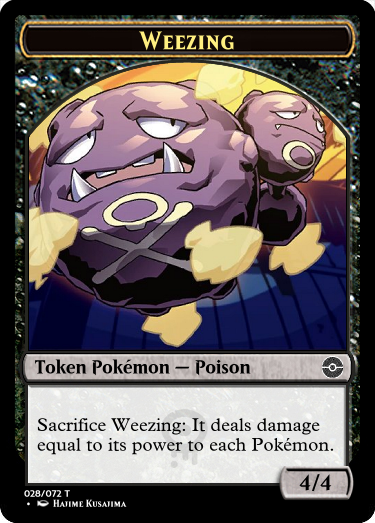 Weezing
Token Pokémon — Poison
Sacrifice Weezing: It deals damage
equal to its power to each Pokémon.
4/4
028/072 T
• Hajime Kusajima